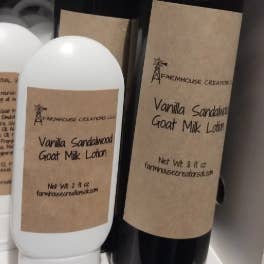 FARMHOUSE CREATIONS
Vanilla Sandalwood
Goat Milk Lotion
Net Wt 2 fl oz
farmhousecreationsok.com
FARMHOUSE CREATIONS
Vanilla Sandalwood
Goat Milk Lotion
Net Wt 8 fl oz
farmhousecreationsok.com